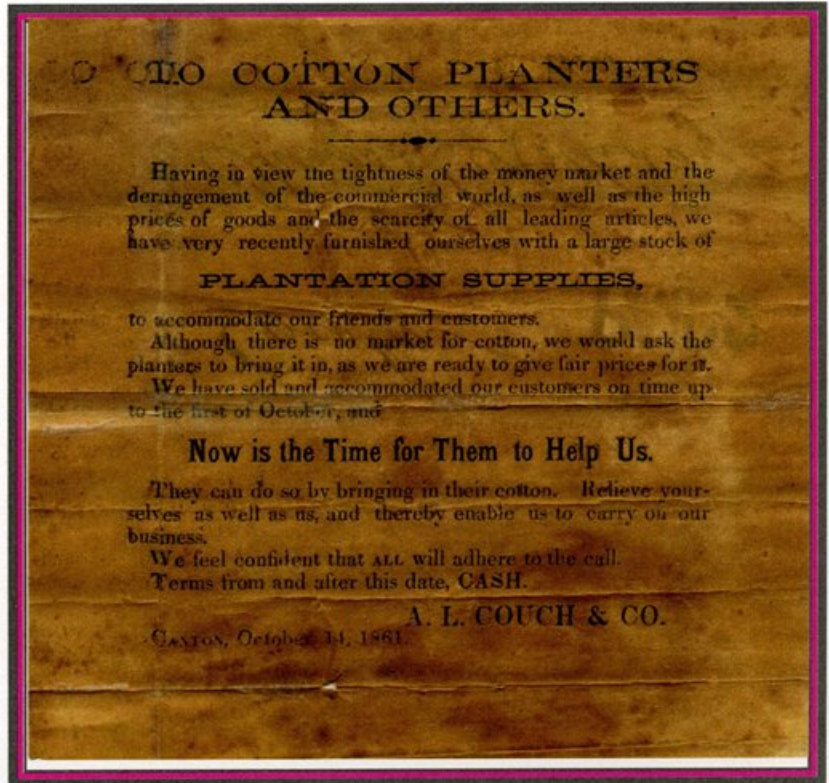 TO COTTON PLANTERS
AND OTHERS.
Having in view the tightness of the money market and the
derangement of the commercial world, as well as the high
prices of goods and the scarcity of all leading articles, we
have very recently furnished ourselves with a large stock of
PLANTATION SUPPLIES,
to accommodate our friends and customers.
Although there is no market for cotton, we would ask the
planters to bring it in, as we are ready to give fair prices for it.
We have sold and accommodated our customers on time up
to the first of October, and
Now is the Time for Them to Help Us.
They can do so by bringing in their cotton. Relieve your-
selves as well as us, and thereby enable us to carry on our
business.
We feel confident that ALL will adhere to the call.
Terms from and after this date, CASH.
A. L. COUCH & CO.
CANTON, October 14, 1861.